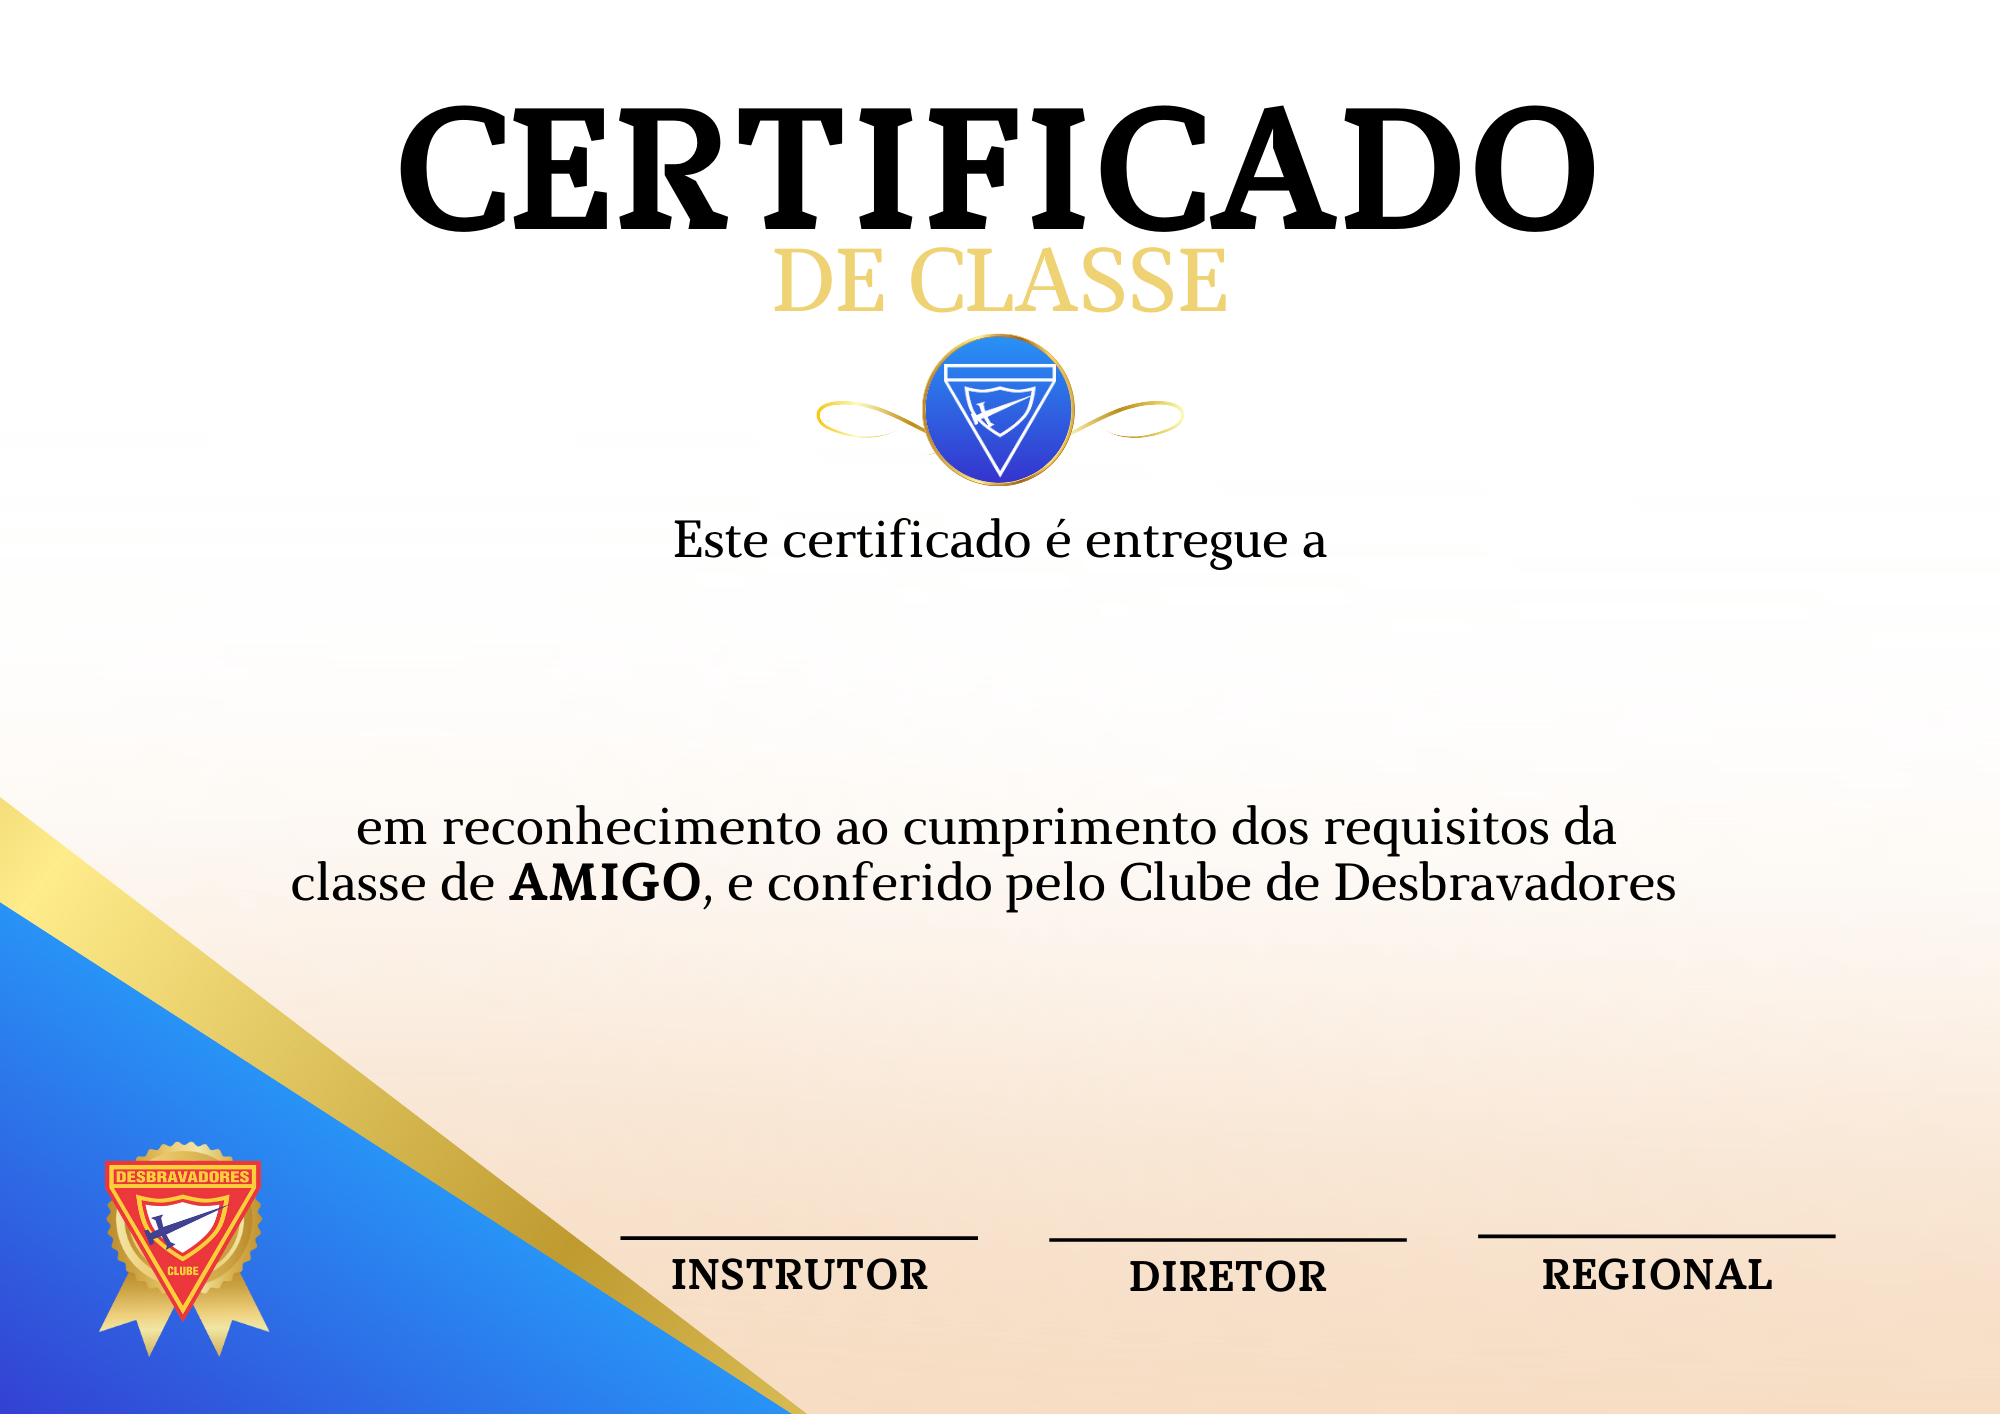 CERTIFICADO
DE CLASSE
Este certificado é entregue a
em reconhecimento ao cumprimento dos requisitos da
classe de AMIGO, e conferido pelo Clube de Desbravadores
DESBRAVADORES
CLUBE
INSTRUTOR
DIRETOR
REGIONAL